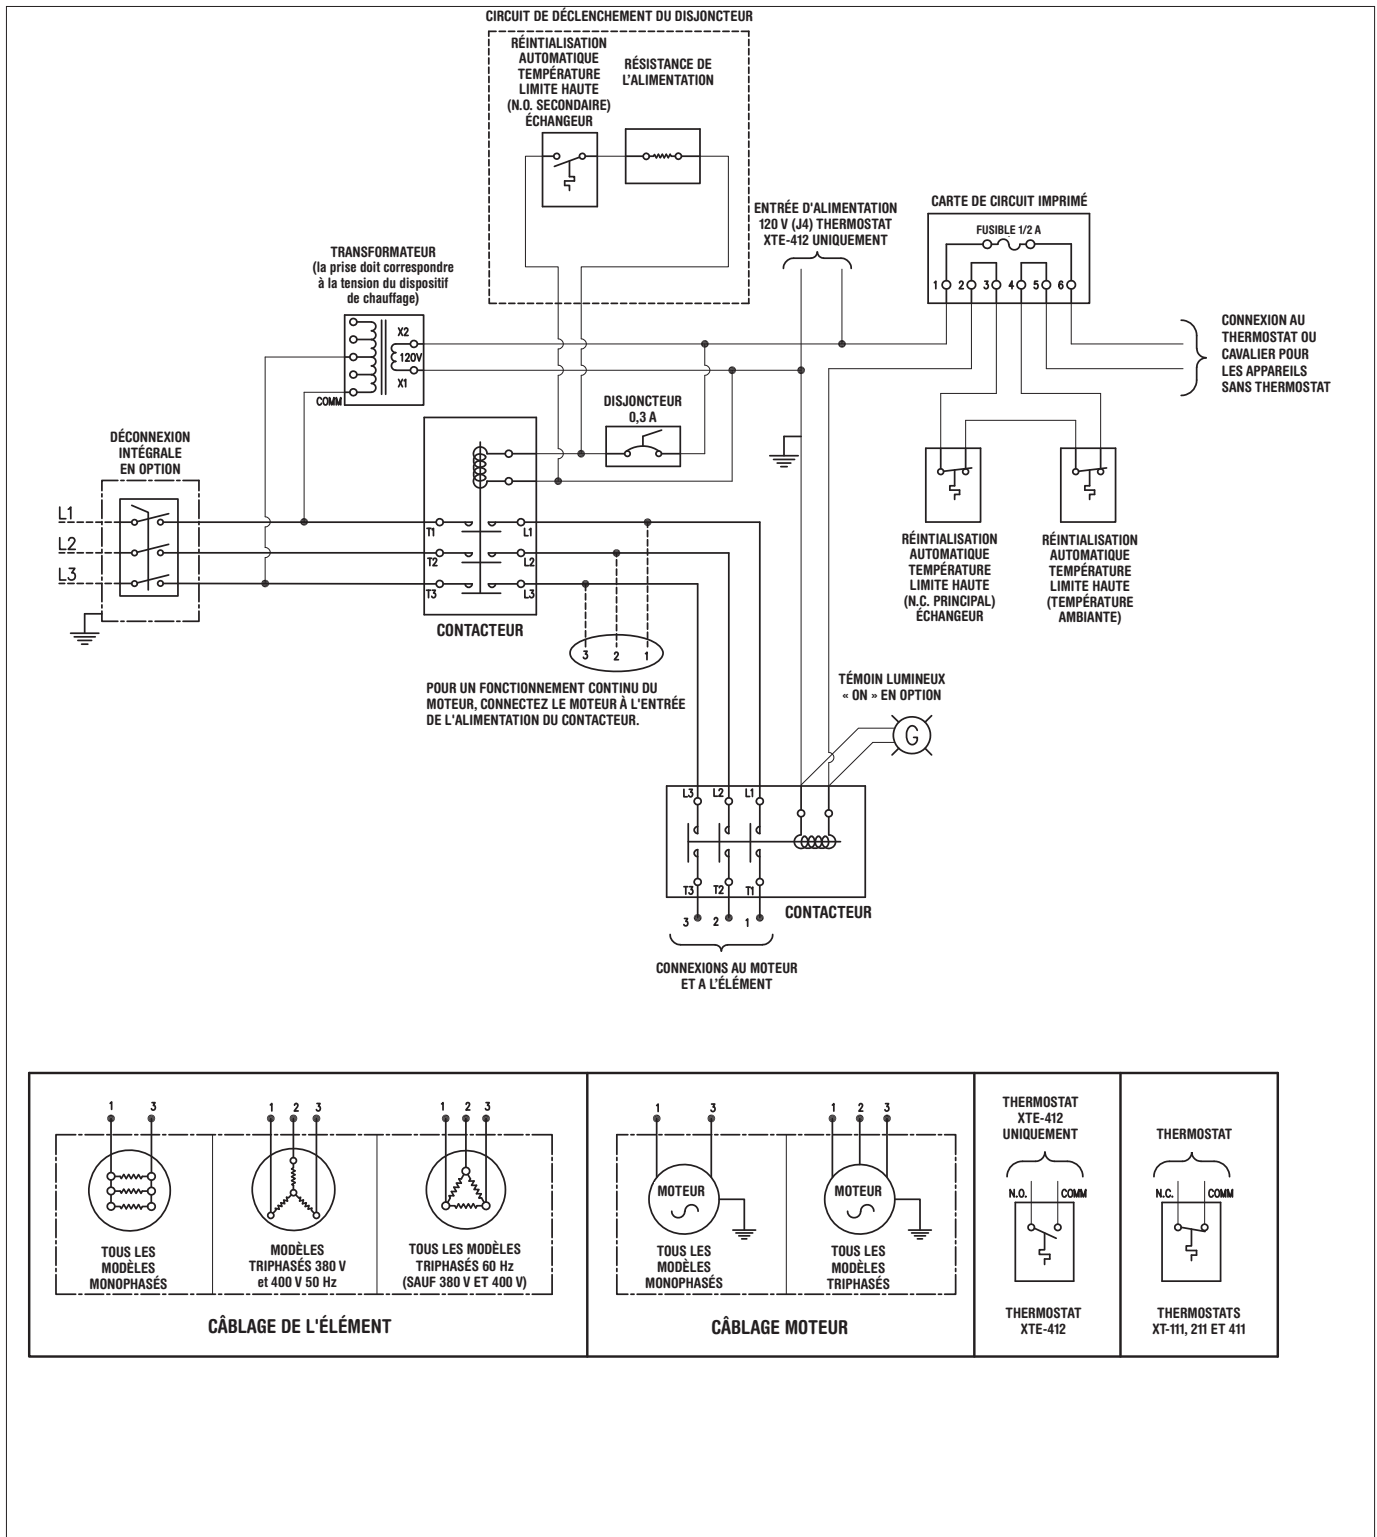 CIRCUIT DE DÉCLENCHEMENT DU DISJONCTEUR
RÉINTIALISATION
AUTOMATIQUE
TEMPÉRATURE
LIMITE HAUTE
(N.O. SECONDAIRE)
ÉCHANGEUR
RÉSISTANCE DE
L'ALIMENTATION
ENTRÉE D'ALIMENTATION
120 V (J4) THERMOSTAT
XTE-412 UNIQUEMENT
CARTE DE CIRCUIT IMPRIMÉ
FUSIBLE 1/2 A
1 2 3 4 5 6
TRANSFORMATEUR
(la prise doit correspondre
à la tension du dispositif
de chauffage)
X2
120V
X1
COMM
CONNEXION AU
THERMOSTAT OU
CAVALIER POUR
LES APPAREILS
SANS THERMOSTAT
DISJONCTEUR
0,3 A
DÉCONNEXION
INTÉGRALE
EN OPTION
L1
L2
L3
T1 L1
T2 L2
T3 L3
CONTACTEUR
3 2 1
RÉINTIALISATION
AUTOMATIQUE
TEMPÉRATURE
LIMITE HAUTE
(N.C. PRINCIPAL)
ÉCHANGEUR
RÉINTIALISATION
AUTOMATIQUE
TEMPÉRATURE
LIMITE HAUTE
(TEMPÉRATURE
AMBIANTE)
POUR UN FONCTIONNEMENT CONTINU DU
MOTEUR, CONNECTEZ LE MOTEUR À L'ENTRÉE
DE L'ALIMENTATION DU CONTACTEUR.
TÉMOIN LUMINEUX
« ON » EN OPTION
G
L3 L2 L1
T3 T2 T1
CONTACTEUR
3 2 1
CONNEXIONS AU MOTEUR
ET A L'ÉLÉMENT
1 3
TOUS LES
MODÈLES
MONOPHASÉS
1 2 3
MODÈLES
TRIPHASÉS 380 V
et 400 V 50 Hz
1 2 3
TOUS LES MODÈLES
TRIPHASÉS 60 Hz
(SAUF 380 V ET 400 V)
CÂBLAGE DE L'ÉLÉMENT
1 3
MOTEUR
TOUS LES
MODÈLES
MONOPHASÉS
1 2 3
MOTEUR
TOUS LES
MODÈLES
TRIPHASÉS
CÂBLAGE MOTEUR
THERMOSTAT
XTE-412
UNIQUEMENT
N.O. COMM
THERMOSTAT
XTE-412
THERMOSTAT
N.C. COMM
THERMOSTATS
XT-111, 211 ET 411